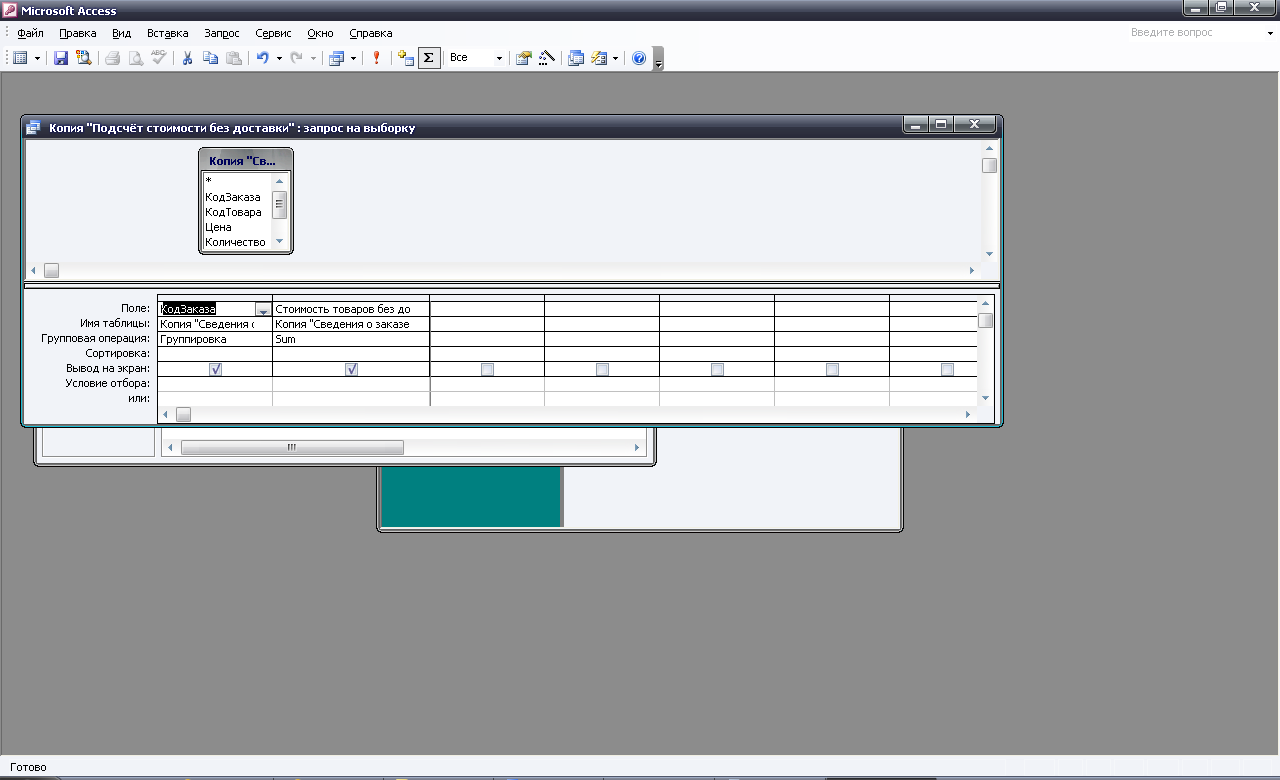 Microsoft Access
Файл Правка Вид Вставка Запрос Сервис Окно Справка Введите вопрос
ABC Σ Все
Копия "Подсчёт стоимости без доставки" : запрос на выборку
Копия "Св...
*
КодЗаказа
КодТовара
Цена
Количество
Поле: КодЗаказа Стоимость товаров без до
Имя таблицы: Копия "Сведения о Копия "Сведения о заказе
Групповая операция: Группировка Sum
Сортировка:
Вывод на экран:
Условие отбора:
или:
Готово